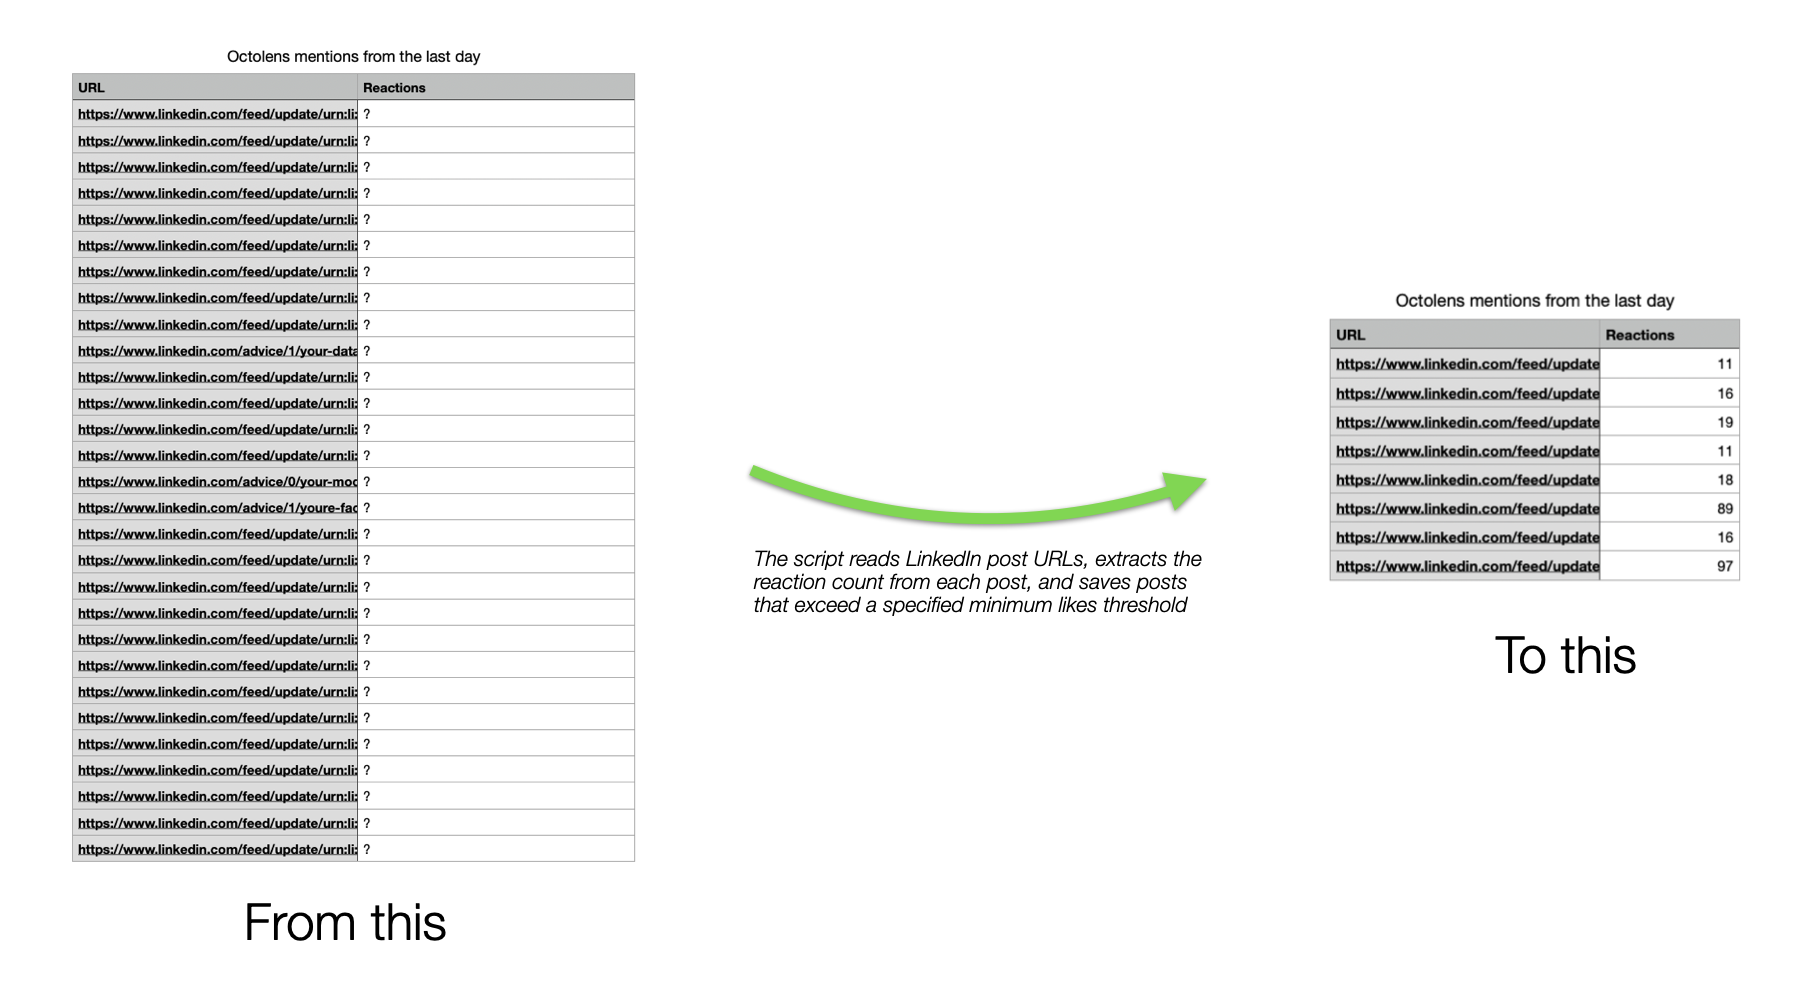 Octolens mentions from the last day
URL Reactions
https://www.linkedin.com/feed/update/urn:li: ?
https://www.linkedin.com/feed/update/urn:li: ?
https://www.linkedin.com/feed/update/urn:li: ?
https://www.linkedin.com/feed/update/urn:li: ?
https://www.linkedin.com/feed/update/urn:li: ?
https://www.linkedin.com/feed/update/urn:li: ?
https://www.linkedin.com/feed/update/urn:li: ?
https://www.linkedin.com/feed/update/urn:li: ?
https://www.linkedin.com/feed/update/urn:li: ?
https://www.linkedin.com/advice/1/your-data ?
https://www.linkedin.com/feed/update/urn:li: ?
https://www.linkedin.com/feed/update/urn:li: ?
https://www.linkedin.com/feed/update/urn:li: ?
https://www.linkedin.com/feed/update/urn:li: ?
https://www.linkedin.com/advice/0/your-moc ?
https://www.linkedin.com/advice/1/youre-fac ?
https://www.linkedin.com/feed/update/urn:li: ?
https://www.linkedin.com/feed/update/urn:li: ?
https://www.linkedin.com/feed/update/urn:li: ?
https://www.linkedin.com/feed/update/urn:li: ?
https://www.linkedin.com/feed/update/urn:li: ?
https://www.linkedin.com/feed/update/urn:li: ?
https://www.linkedin.com/feed/update/urn:li: ?
https://www.linkedin.com/feed/update/urn:li: ?
https://www.linkedin.com/feed/update/urn:li: ?
https://www.linkedin.com/feed/update/urn:li: ?
https://www.linkedin.com/feed/update/urn:li: ?
https://www.linkedin.com/feed/update/urn:li: ?
https://www.linkedin.com/feed/update/urn:li: ?
From this
The script reads LinkedIn post URLs, extracts the
reaction count from each post, and saves posts
that exceed a specified minimum likes threshold
Octolens mentions from the last day
URL Reactions
https://www.linkedin.com/feed/update 11
https://www.linkedin.com/feed/update 16
https://www.linkedin.com/feed/update 19
https://www.linkedin.com/feed/update 11
https://www.linkedin.com/feed/update 18
https://www.linkedin.com/feed/update 89
https://www.linkedin.com/feed/update 16
https://www.linkedin.com/feed/update 97
To this